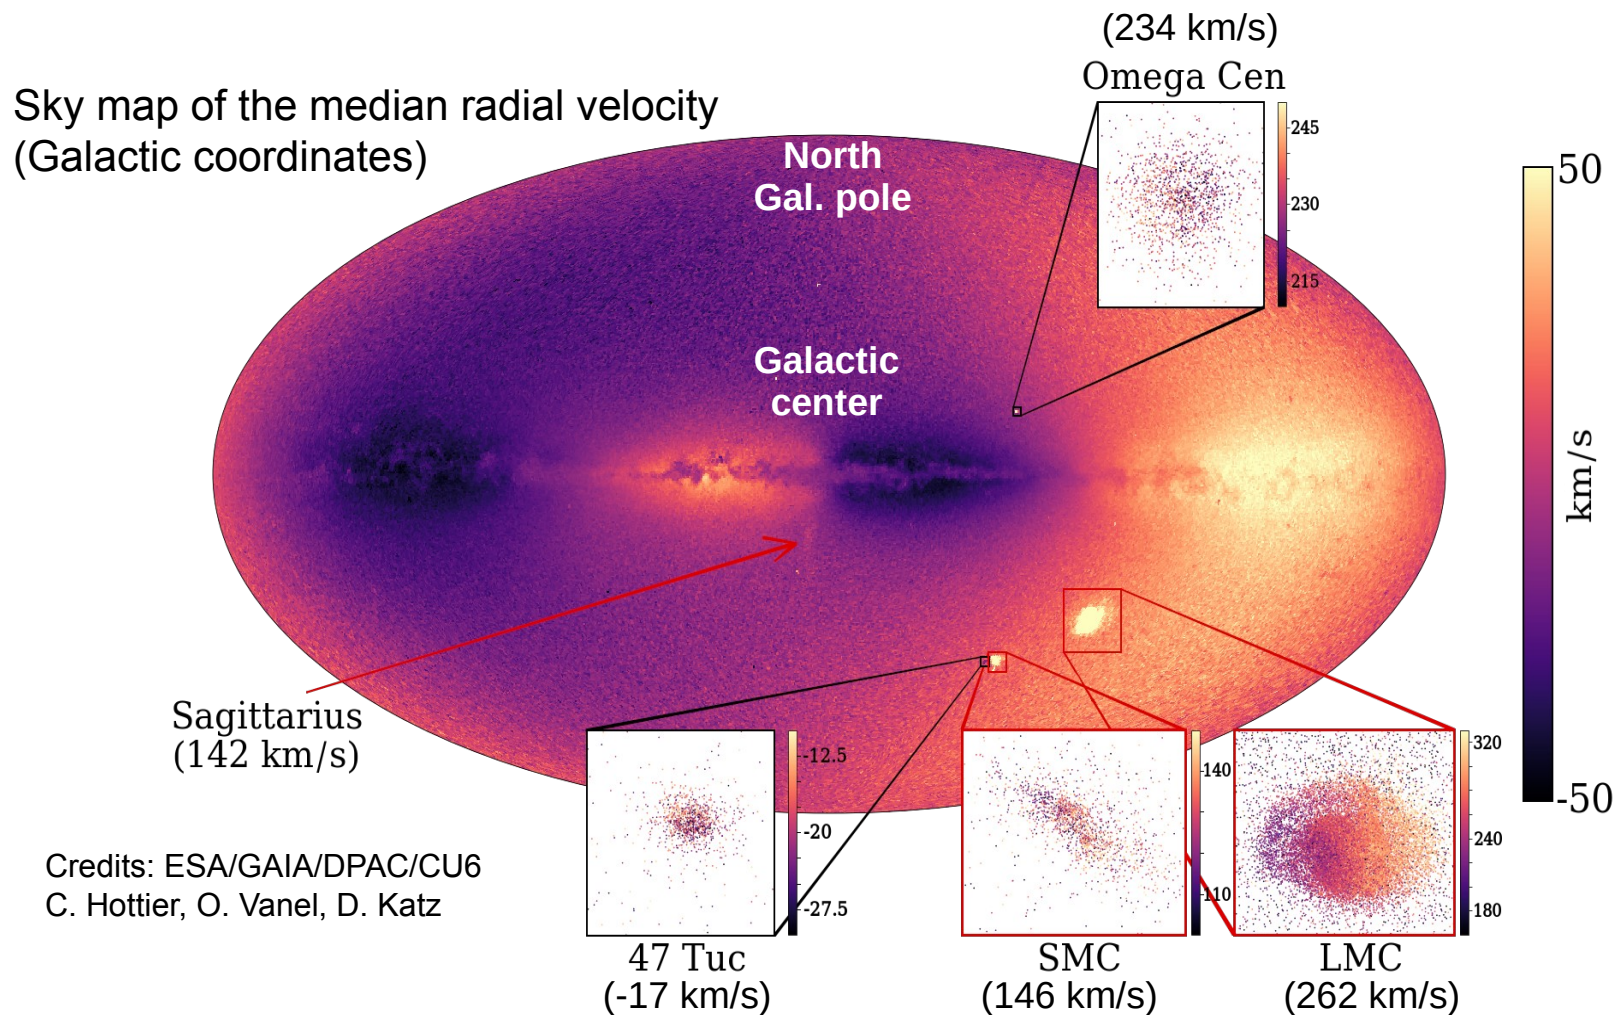 (234 km/s)
Omega Cen
Sky map of the median radial velocity
(Galactic coordinates)
North
Gal. pole
245
230
215
50
km/s
-50
Galactic
center
Sagittarius
(142 km/s)
-12.5
-20
-27.5
140
110
320
240
180
Credits: ESA/GAIA/DPAC/CU6
C. Hottier, O. Vanel, D. Katz
47 Tuc
(-17 km/s)
SMC
(146 km/s)
LMC
(262 km/s)